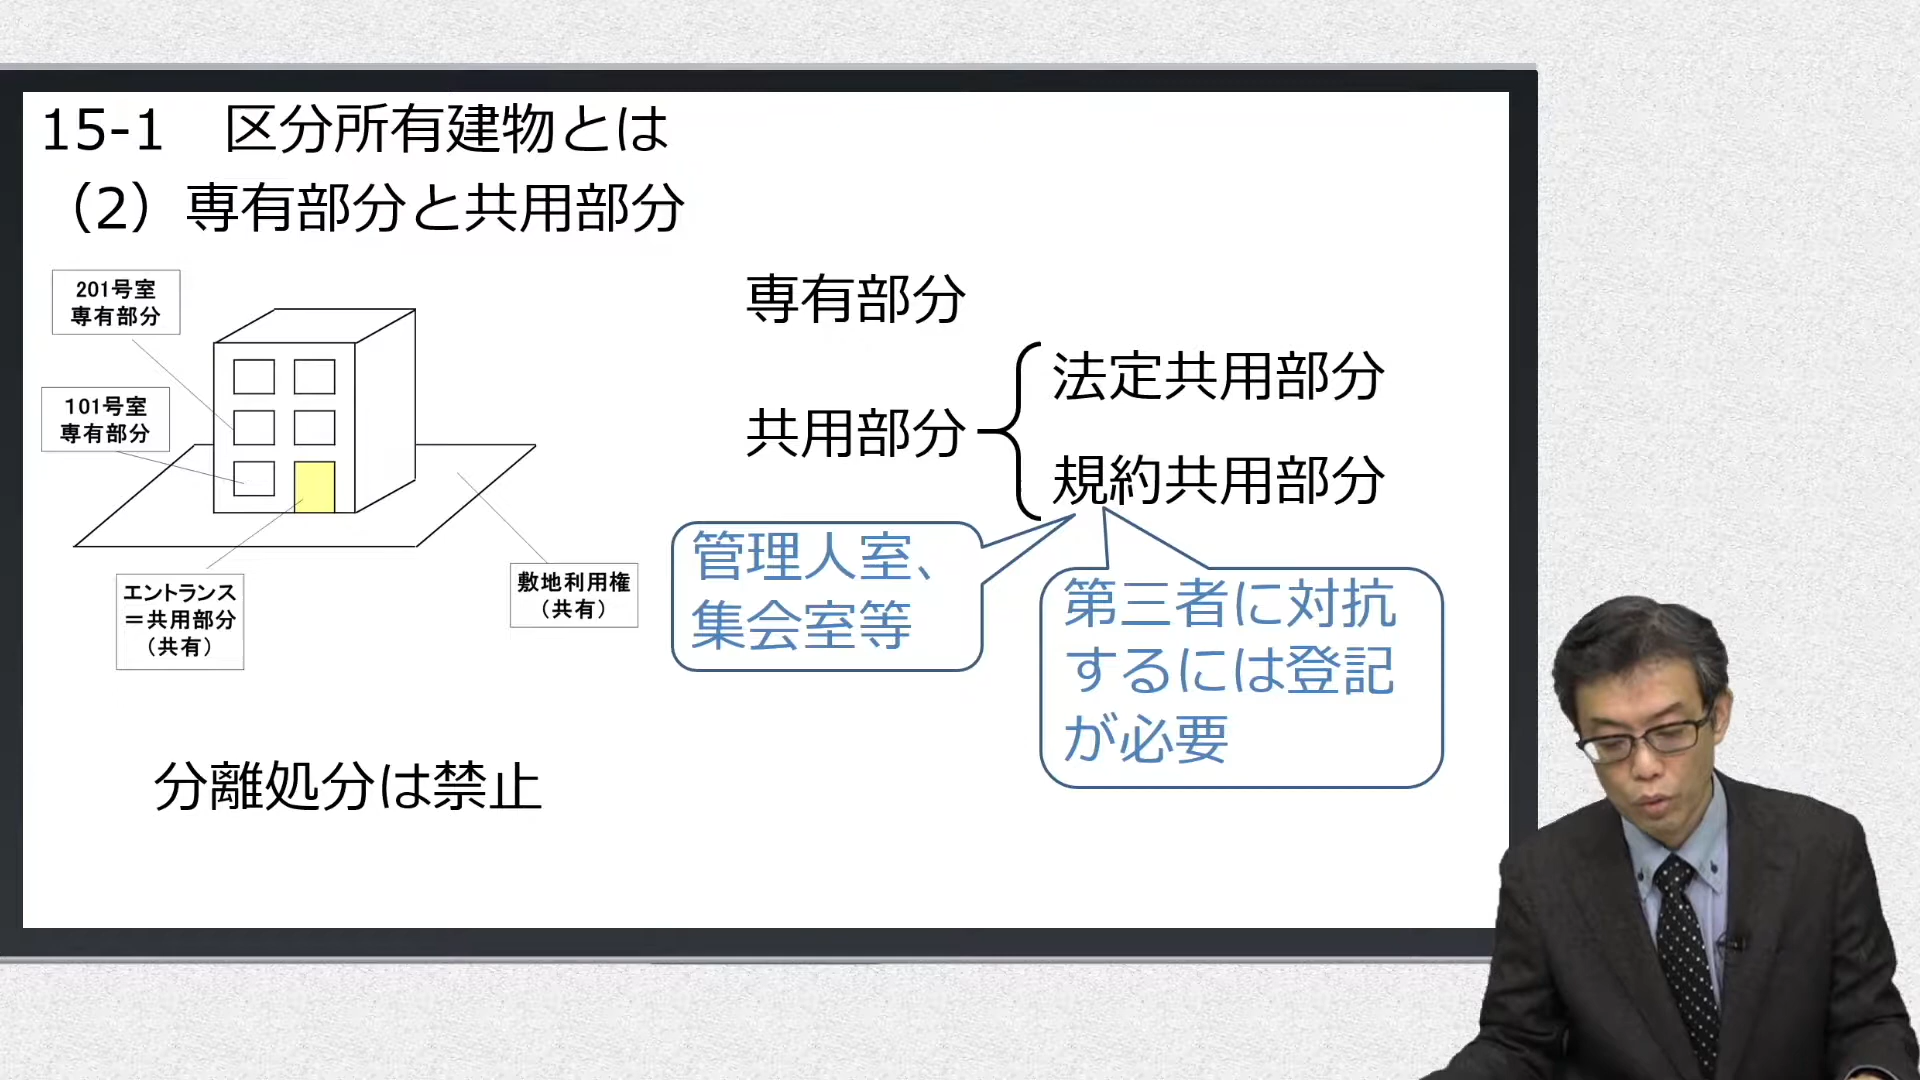 15-1　区分所有建物とは
（2）専有部分と共用部分
201号室
専有部分
101号室
専有部分
エントランス
＝共用部分
（共有）
敷地利用権
（共有）
専有部分
共用部分
法定共用部分
規約共用部分
管理人室、
集会室等
第三者に対抗
するには登記
が必要
分離処分は禁止